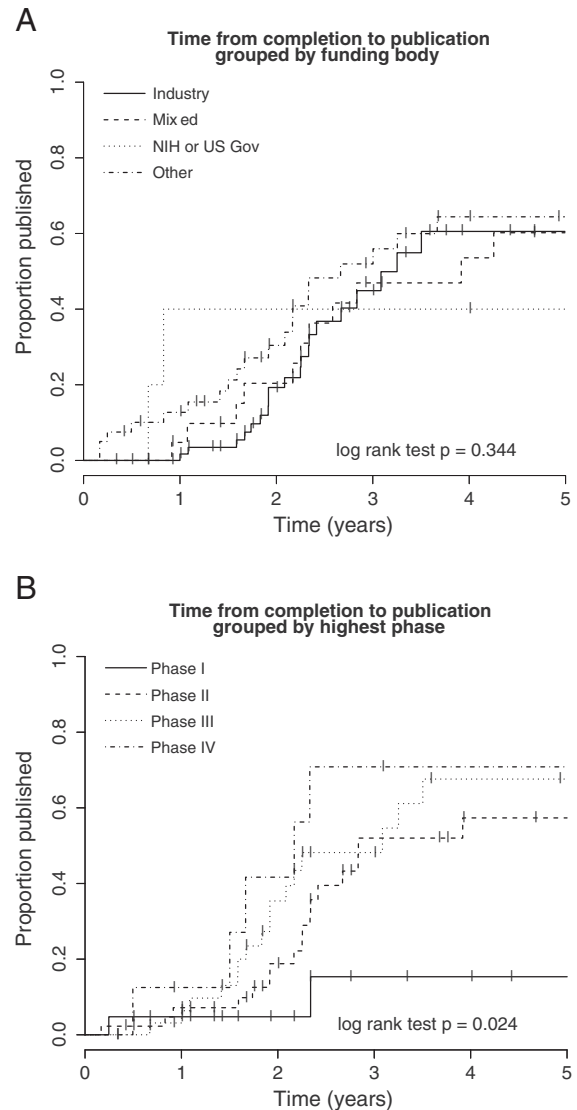 A
Time from completion to publication
grouped by funding body
Proportion published
1.0
0.8
0.6
0.4
0.2
0.0
Industry
Mix ed
NIH or US Gov
Other
log rank test p = 0.344
0 1 2 3 4 5
Time (years)
B
Time from completion to publication
grouped by highest phase
Proportion published
1.0
0.8
0.6
0.4
0.2
0.0
Phase I
Phase II
Phase III
Phase IV
log rank test p = 0.024
0 1 2 3 4 5
Time (years)